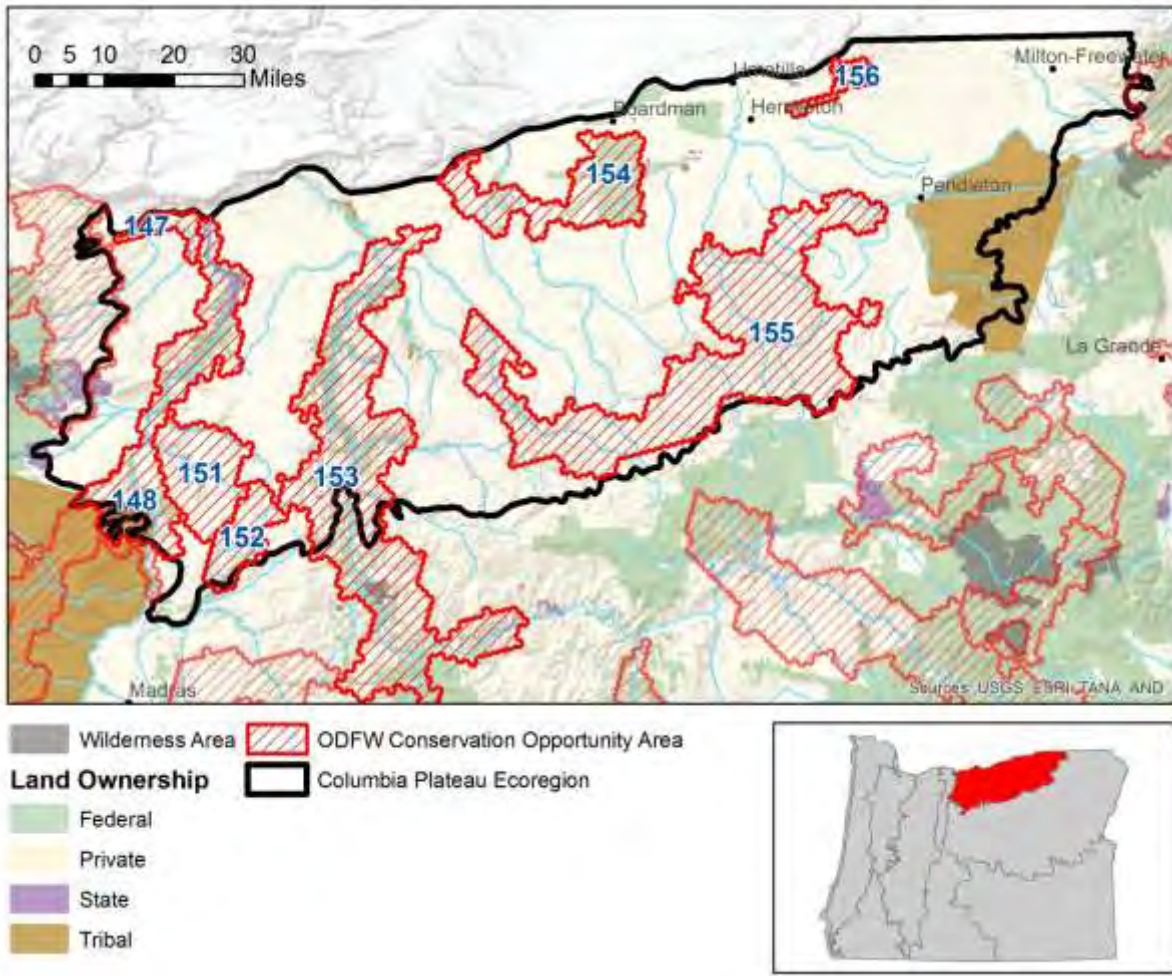 0 5 10 20 30
Miles
Milton-Freewater
Umatilla
156
Boardman
Hermiston
154
Pendleton
147
155
La Grande
151
153
148
152
Madras
Sources: USGS, ESRI, TANA, AND
Wilderness Area
ODFW Conservation Opportunity Area
Land Ownership
Columbia Plateau Ecoregion
Federal
Private
State
Tribal